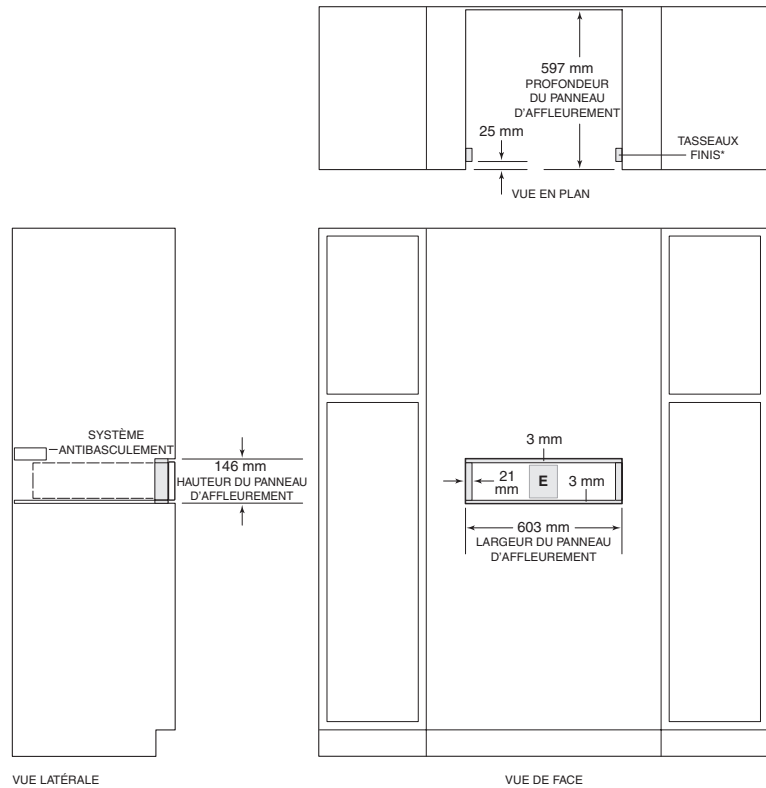 597 mm
PROFONDEUR
DU PANNEAU
D'AFFLEUREMENT
25 mm
TASSEAUX
FINIS*
VUE EN PLAN
SYSTÈME
ANTIBASCULEMENT
146 mm
HAUTEUR DU PANNEAU
D'AFFLEUREMENT
3 mm
21
mm
E
3 mm
603 mm
LARGEUR DU PANNEAU
D'AFFLEUREMENT
VUE LATÉRALE
VUE DE FACE